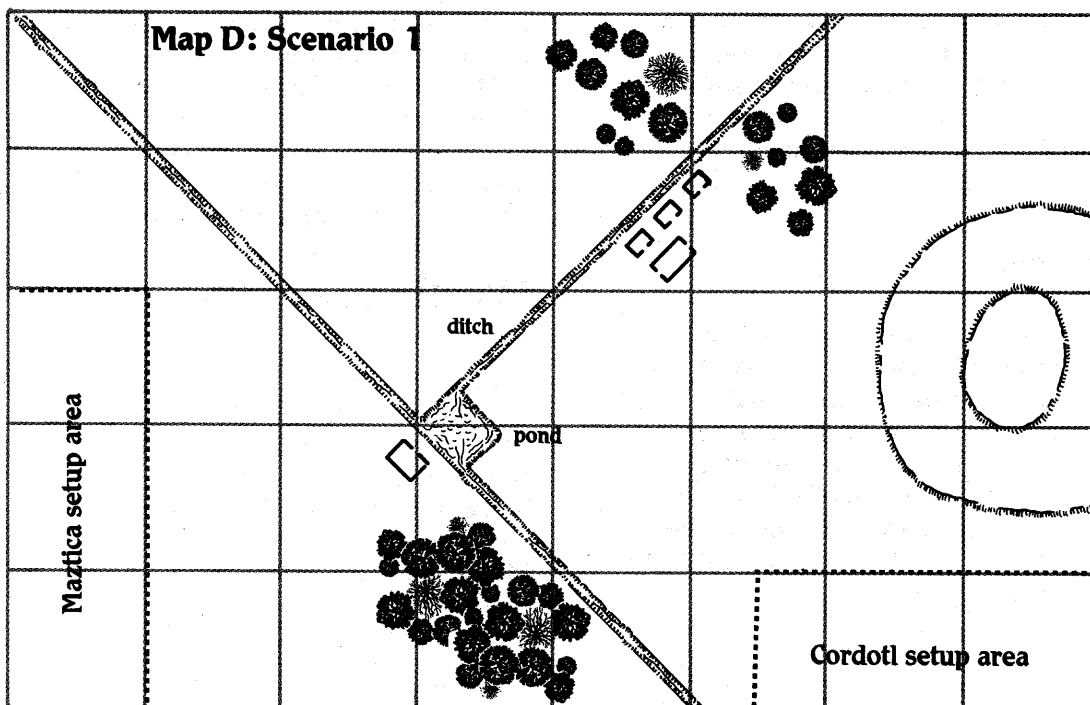 Map D: Scenario 1
ditch
pond
Maztica setup area
Cordotl setup area